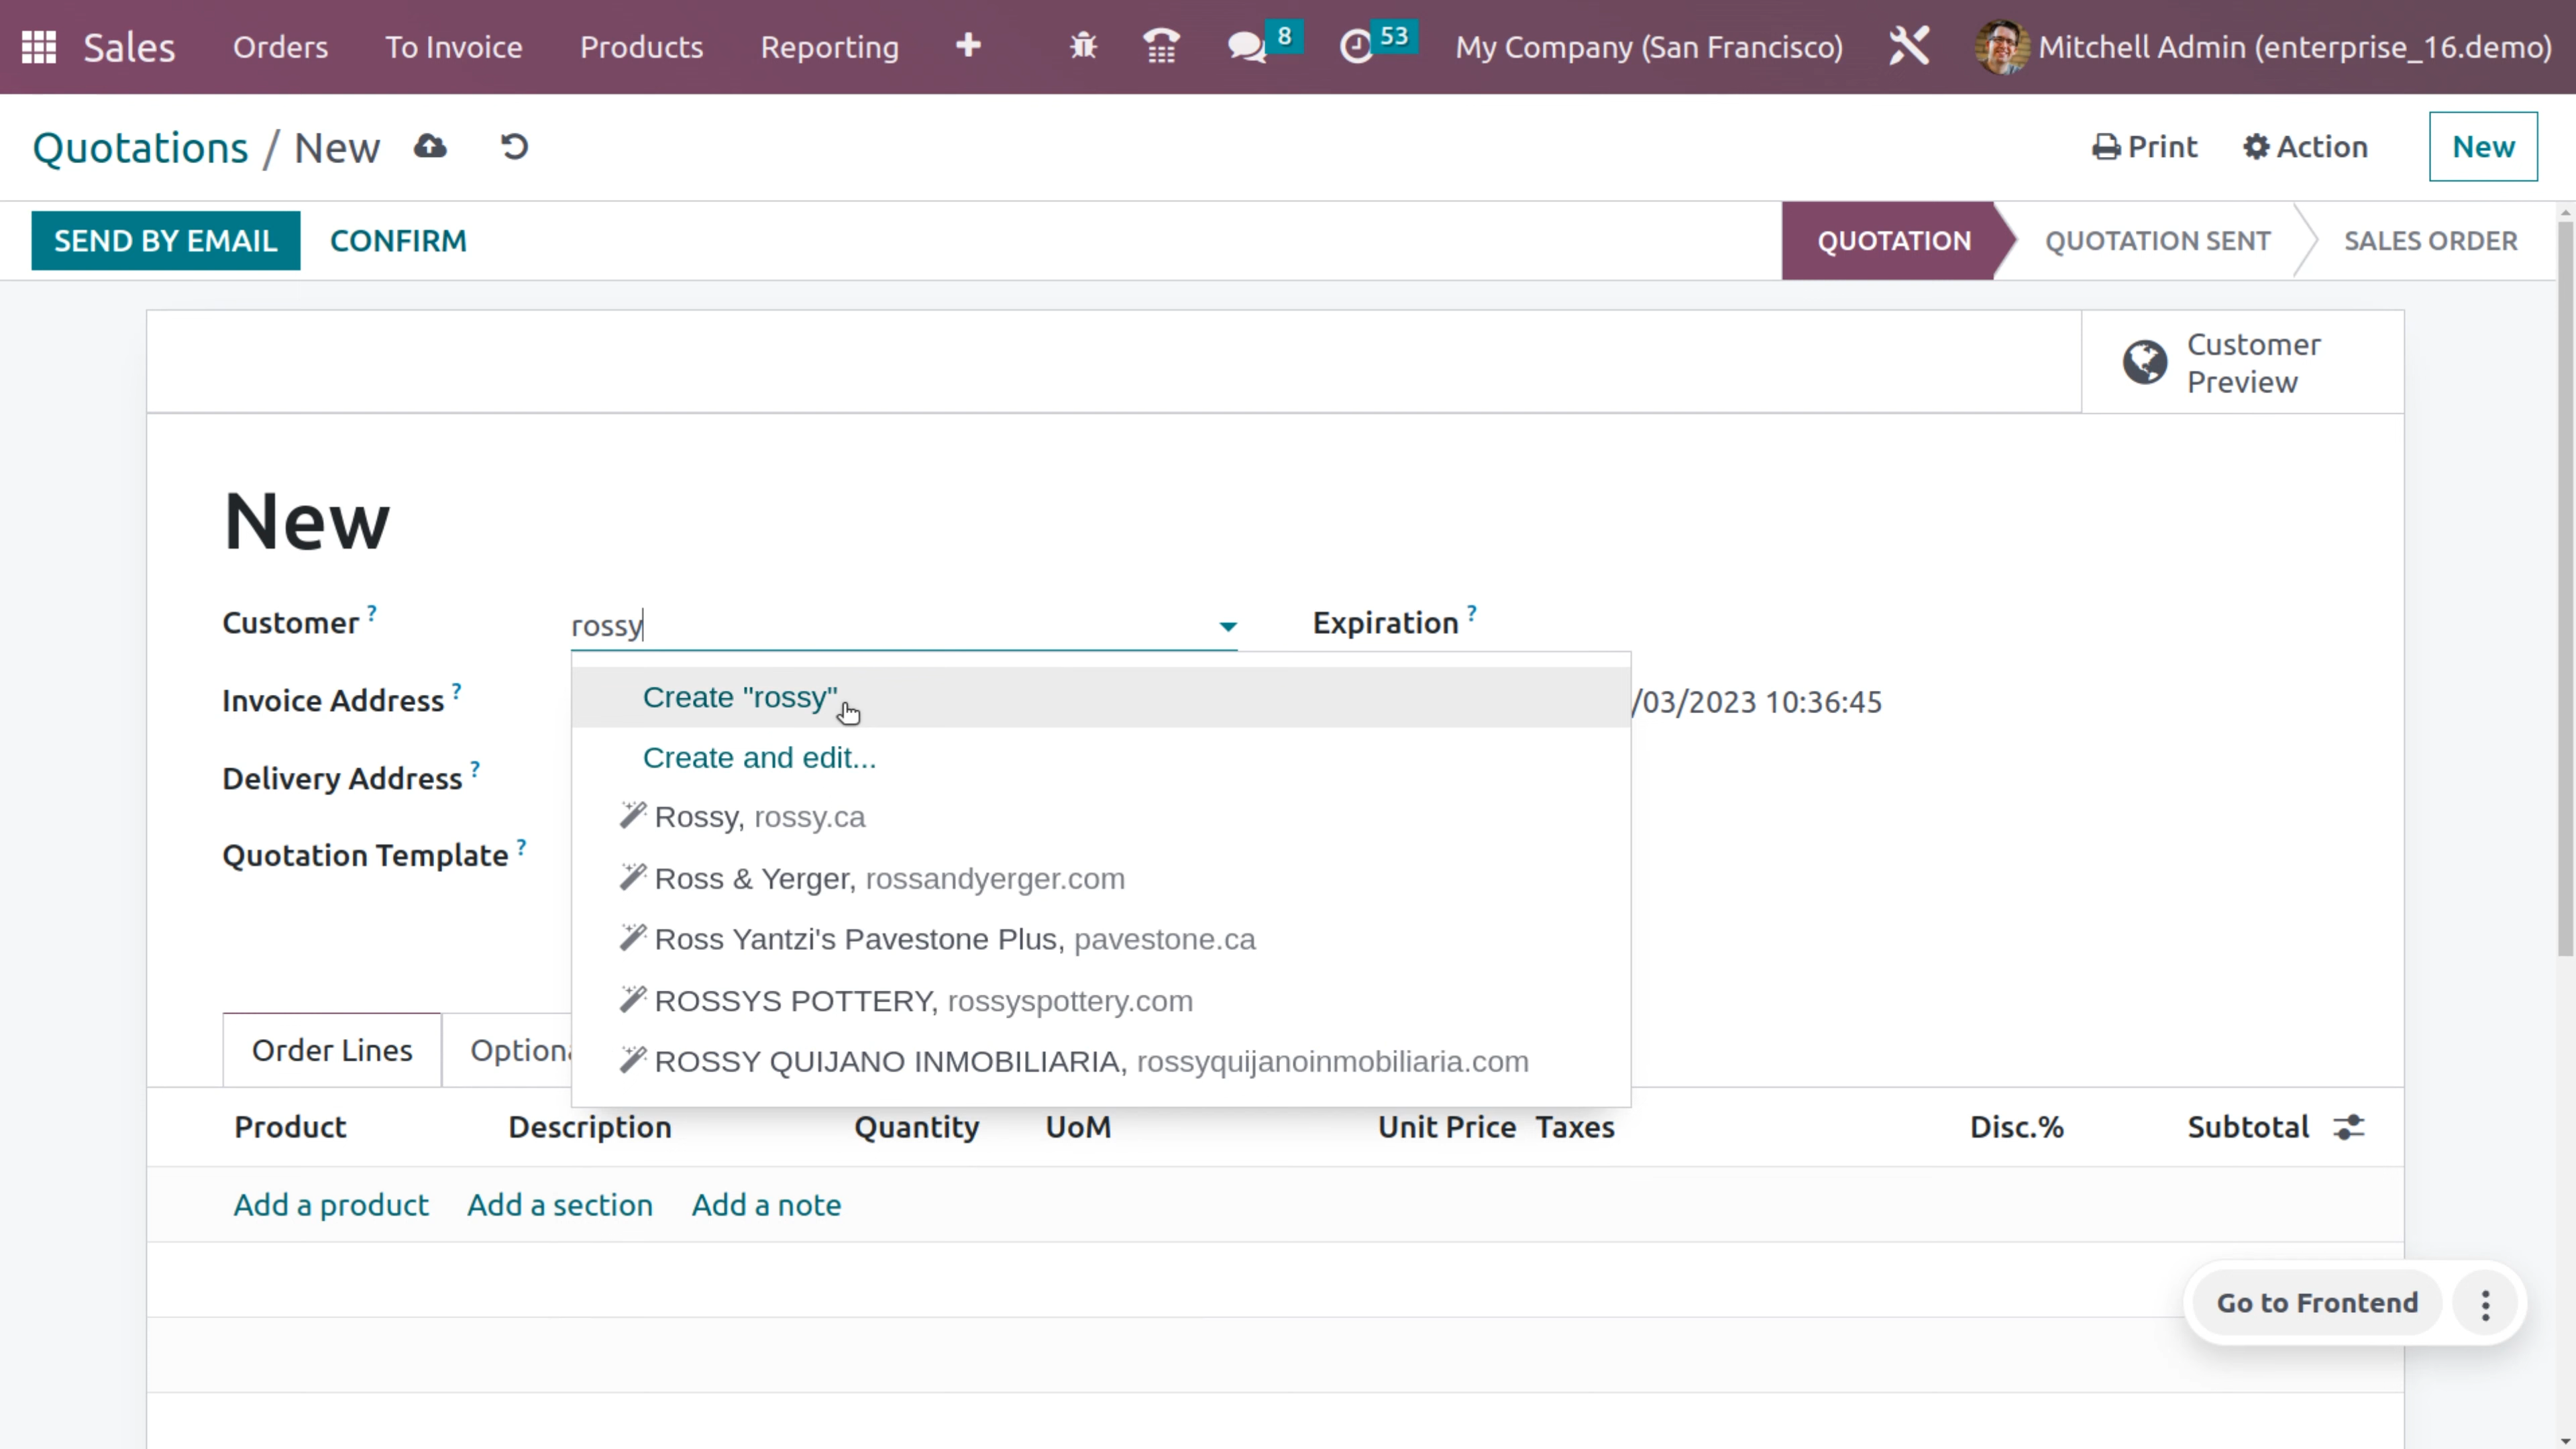 Sales Orders To Invoice Products Reporting 8 53 My Company (San Francisco) Mitchell Admin (enterprise_16.demo)
Quotations / New Print Action New
SEND BY EMAIL CONFIRM QUOTATION QUOTATION SENT SALES ORDER
Customer
Preview
New
Customer ? rossy Expiration ?
Create "rossy"
Invoice Address ? /03/2023 10:36:45
Create and edit...
Delivery Address ?
Rossy, rossy.ca
Quotation Template ?
Ross & Yerger, rossandyerger.com
Ross Yantzi's Pavestone Plus, pavestone.ca
ROSSYS POTTERY, rossyspottery.com
Order Lines Option
ROSSY QUIJANO INMOBILIARIA, rossyquijanoinmobiliaria.com
Product Description Quantity UoM Unit Price Taxes Disc.% Subtotal
Add a product Add a section Add a note
Go to Frontend